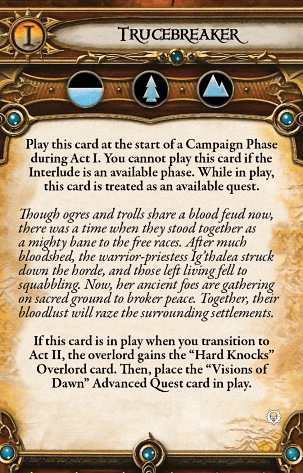 I
TRUCEBREAKER
Play this card at the start of a Campaign Phase
during Act I. You cannot play this card if the
Interlude is an available phase. While in play,
this card is treated as an available quest.
Though ogres and trolls share a blood feud now,
there was a time when they stood together as
a mighty bane to the free races. After much
bloodshed, the warrior-priestess Ig’thalea struck
down the horde, and those left living fell to
squabbling. Now, her ancient foes are gathering
on sacred ground to broker peace. Together, their
bloodlust will raze the surrounding settlements.
If this card is in play when you transition to
Act II, the overlord gains the “Hard Knocks”
Overlord card. Then, place the “Visions of
Dawn” Advanced Quest card in play.